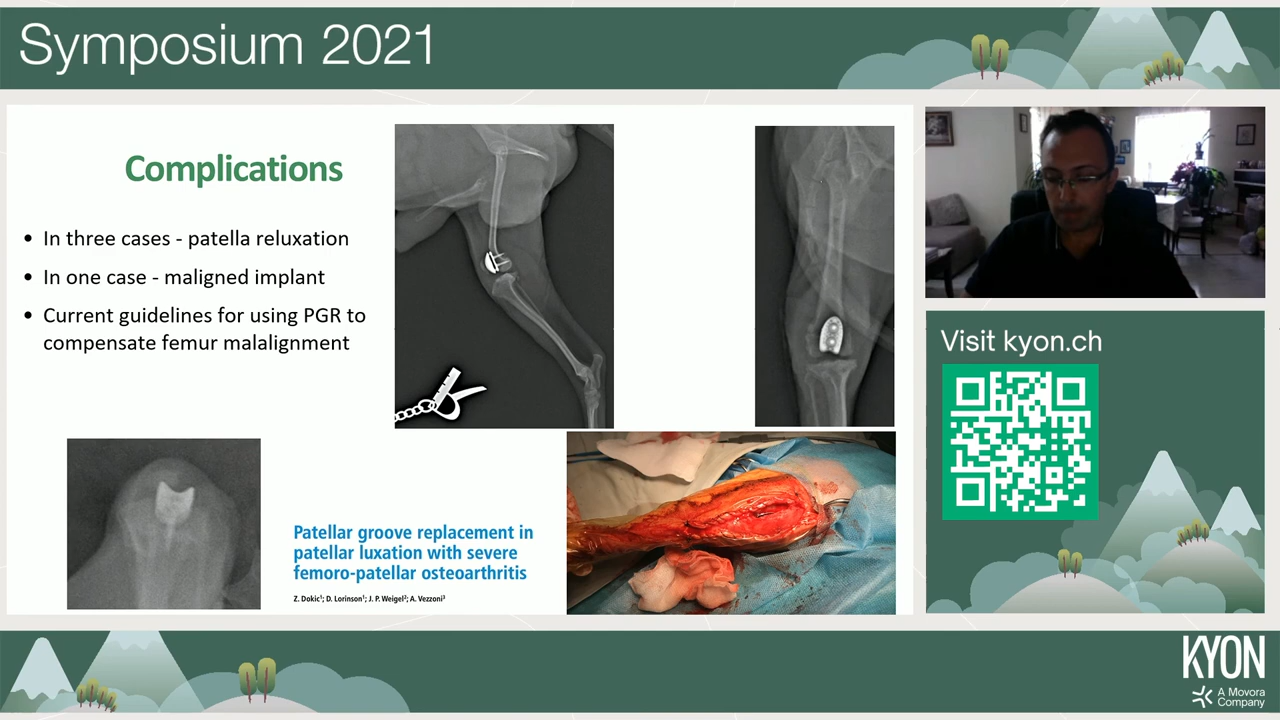 Symposium 2021
Complications
• In three cases - patella reluxation
• In one case - maligned implant
• Current guidelines for using PGR to
compensate femur malalignment
Patellar groove replacement in
patellar luxation with severe
femoro-patellar osteoarthritis
Z. Dokic¹; D. Lorinson¹; J. P. Weigel²; A. Vezzoni³
Visit kyon.ch
KYON
A Movora
Company